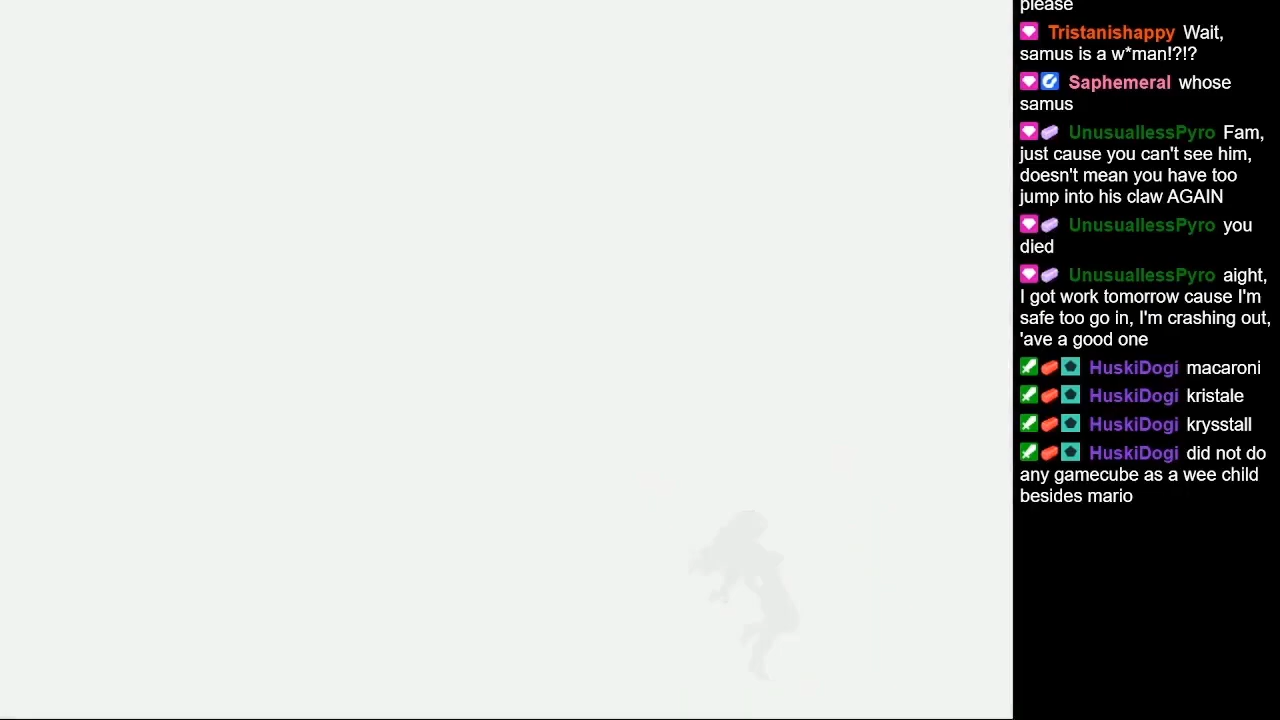 please
Tristanishappy Wait,
samus is a w*man!?!?
Saphemeral whose
samus
UnusuallessPyro Fam,
just cause you can't see him,
doesn't mean you have too
jump into his claw AGAIN
UnusuallessPyro you
died
UnusuallessPyro aight,
I got work tomorrow cause I'm
safe too go in, I'm crashing out,
'ave a good one
HuskiDogi macaroni
HuskiDogi kristale
HuskiDogi krysstall
HuskiDogi did not do
any gamecube as a wee child
besides mario